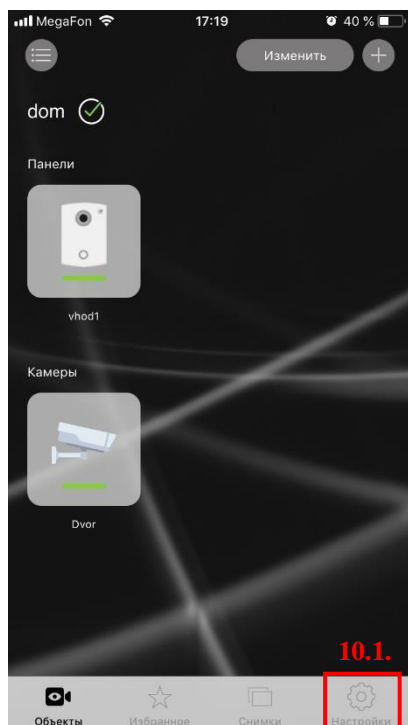 MegaFon 17:19 40 %
Изменить +
dom
Панели
vhod1
Камеры
Dvor
10.1.
Объекты Избранное Снимки Настройки